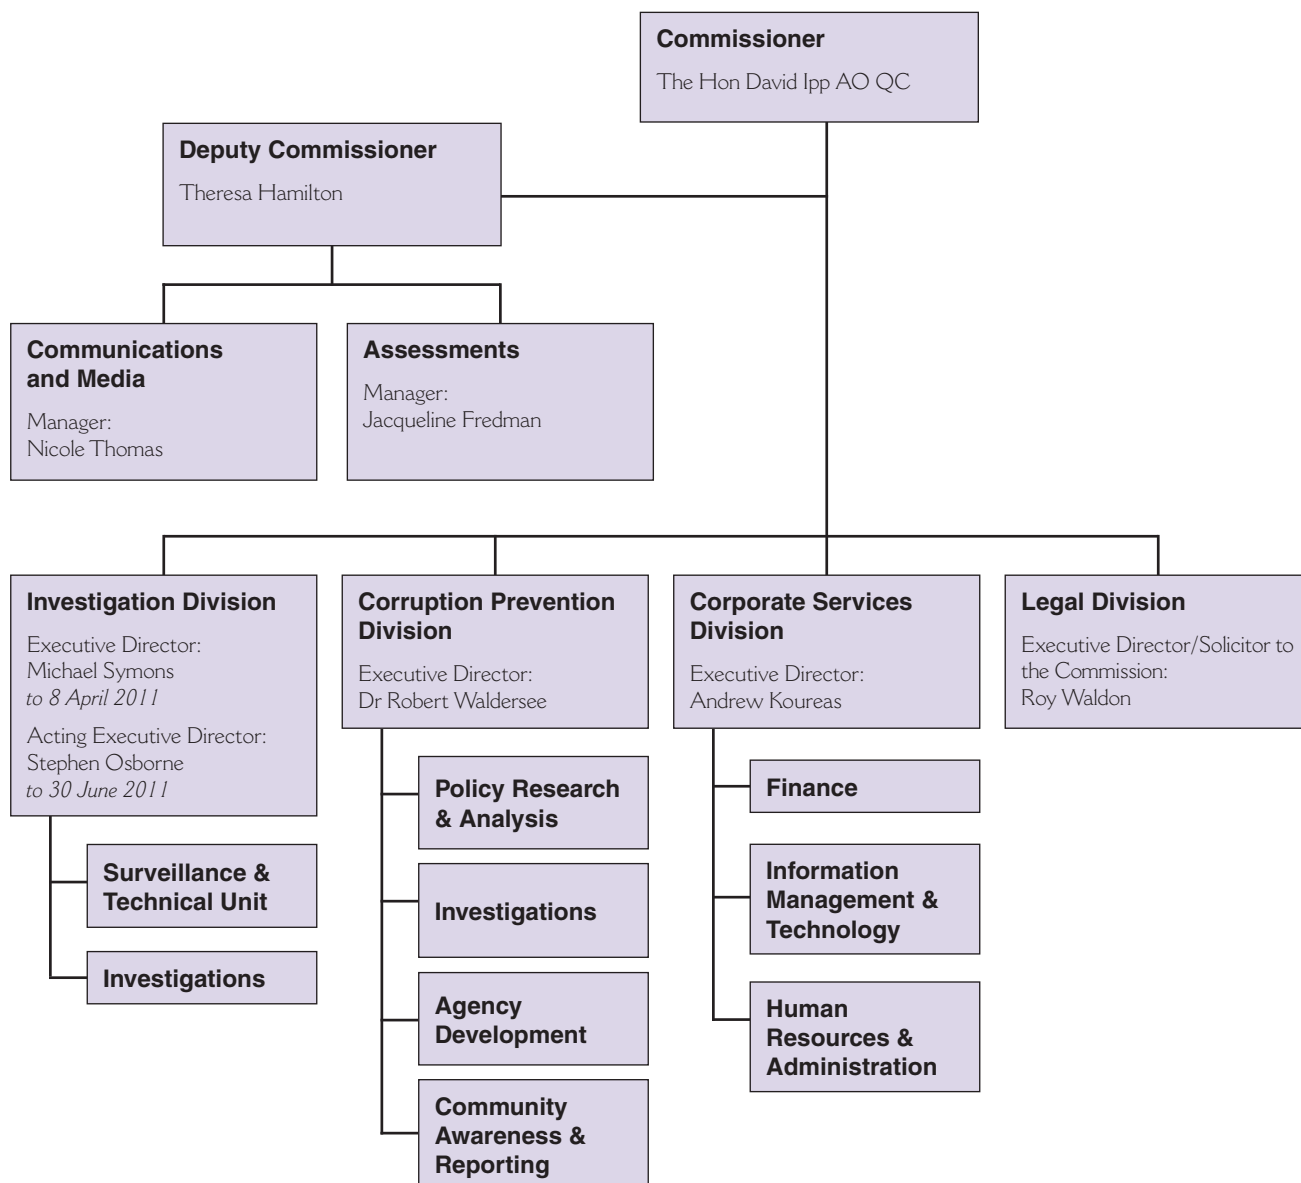 Commissioner
The Hon David Ipp AO QC
Deputy Commissioner
Theresa Hamilton
Communications
and Media
Manager:
Nicole Thomas
Assessments
Manager:
Jacqueline Fredman
Investigation Division
Executive Director:
Michael Symons
to 8 April 2011
Acting Executive Director:
Stephen Osborne
to 30 June 2011
Surveillance &
Technical Unit
Investigations
Corruption Prevention
Division
Executive Director:
Dr Robert Waldersee
Policy Research
& Analysis
Investigations
Agency
Development
Community
Awareness &
Reporting
Corporate Services
Division
Executive Director:
Andrew Koureas
Finance
Information
Management &
Technology
Human
Resources &
Administration
Legal Division
Executive Director/Solicitor to
the Commission:
Roy Waldon